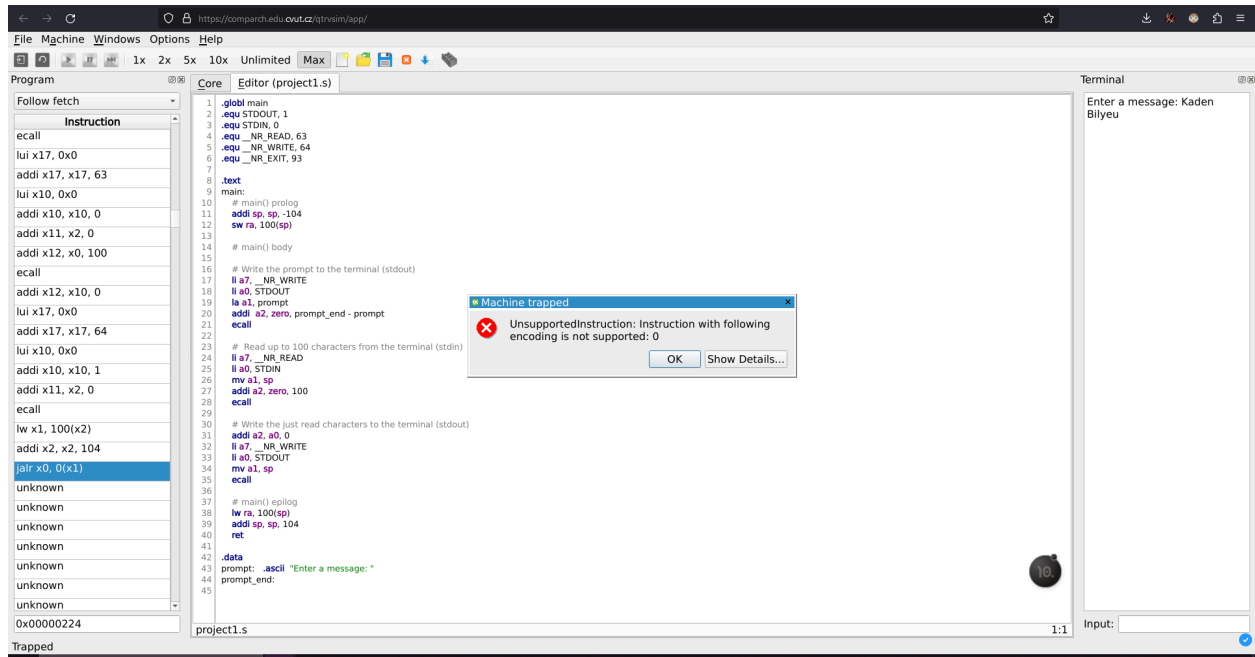 https://comparch.edu.cvut.cz/qtrvsim/app/
File Machine Windows Options Help
1x 2x 5x 10x Unlimited Max
Program
Follow fetch
Instruction
ecall
lui x17, 0x0
addi x17, x17, 63
lui x10, 0x0
addi x10, x10, 0
addi x11, x2, 0
addi x12, x0, 100
ecall
addi x12, x10, 0
lui x17, 0x0
addi x17, x17, 64
lui x10, 0x0
addi x10, x10, 1
addi x11, x2, 0
ecall
lw x1, 100(x2)
addi x2, x2, 104
jalr x0, 0(x1)
unknown
unknown
unknown
unknown
unknown
unknown
unknown
0x00000224
Trapped
Core Editor (project1.s)
1 .globl main
2 .equ STDOUT, 1
3 .equ STDIN, 0
4 .equ __NR_READ, 63
5 .equ __NR_WRITE, 64
6 .equ __NR_EXIT, 93
7
8 .text
9 main:
10 # main() prolog
11 addi sp, sp, -104
12 sw ra, 100(sp)
13
14 # main() body
15
16 # Write the prompt to the terminal (stdout)
17 li a7, __NR_WRITE
18 li a0, STDOUT
19 la a1, prompt
20 addi a2, zero, prompt_end - prompt
21 ecall
22
23 # Read up to 100 characters from the terminal (stdin)
24 li a7, __NR_READ
25 li a0, STDIN
26 mv a1, sp
27 addi a2, zero, 100
28 ecall
29
30 # Write the just read characters to the terminal (stdout)
31 addi a2, a0, 0
32 li a7, __NR_WRITE
33 li a0, STDOUT
34 mv a1, sp
35 ecall
36
37 # main() epilog
38 lw ra, 100(sp)
39 addi sp, sp, 104
40 ret
41
42 .data
43 prompt: .ascii "Enter a message: "
44 prompt_end:
45
project1.s 1:1
Machine trapped
UnsupportedInstruction: Instruction with following
encoding is not supported: 0
OK Show Details...
10.
Terminal
Enter a message: Kaden
Bilyeu
Input: